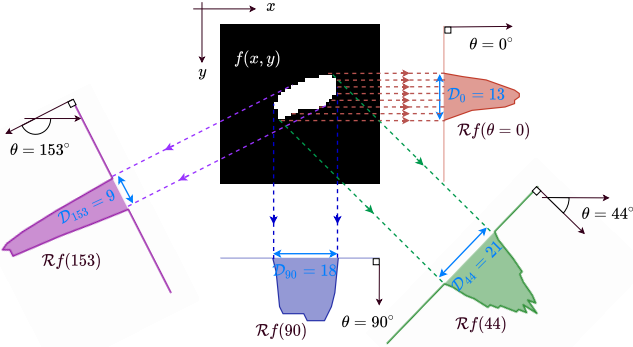 x
y
f(x, y)
θ = 0°
𝒟₀ = 13
ℛf(θ = 0)
θ = 153°
𝒟₁₅₃ = 9
ℛf(153)
𝒟₉₀ = 18
ℛf(90)
θ = 90°
θ = 44°
𝒟₄₄ = 21
ℛf(44)